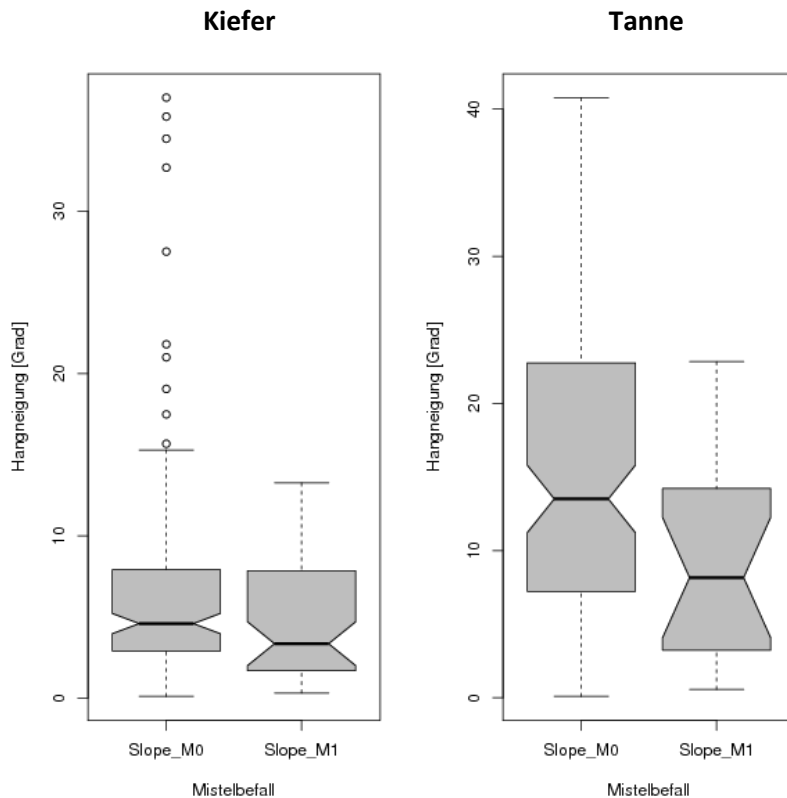 Kiefer
Hangneigung [Grad]
30
20
10
0
Slope_M0 Slope_M1
Mistelbefall
Tanne
Hangneigung [Grad]
40
30
20
10
0
Slope_M0 Slope_M1
Mistelbefall